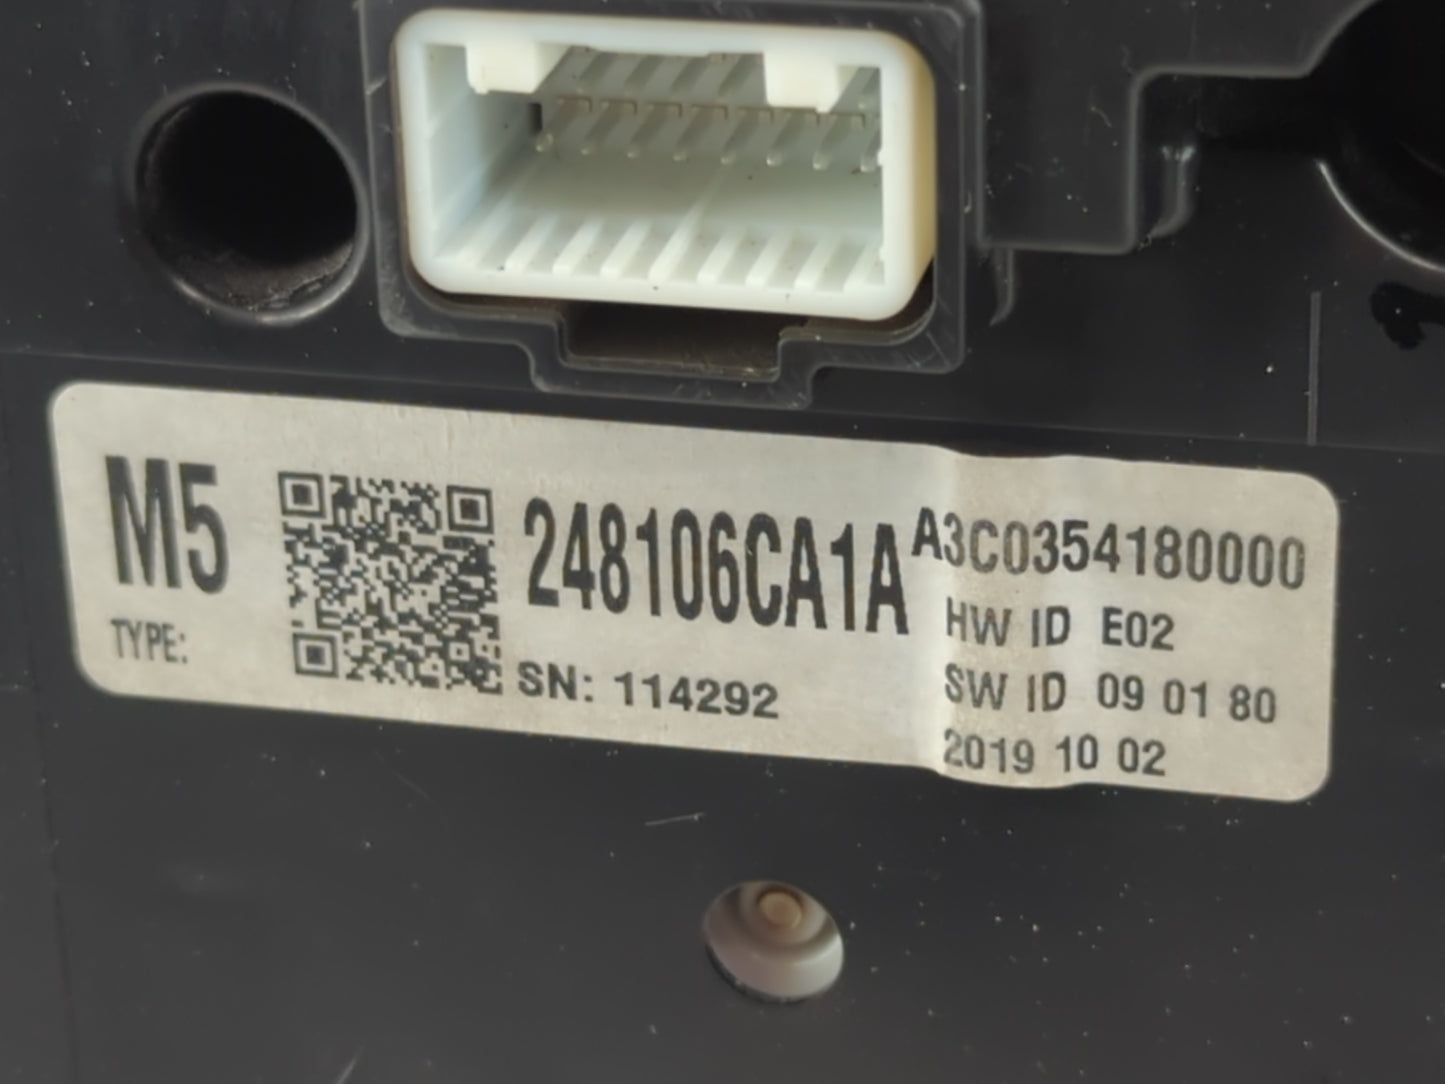 M5
TYPE:
248106CA1A
SN: 114292
A3C0354180000
HW ID E02
SW ID 09 01 80
2019 10 02